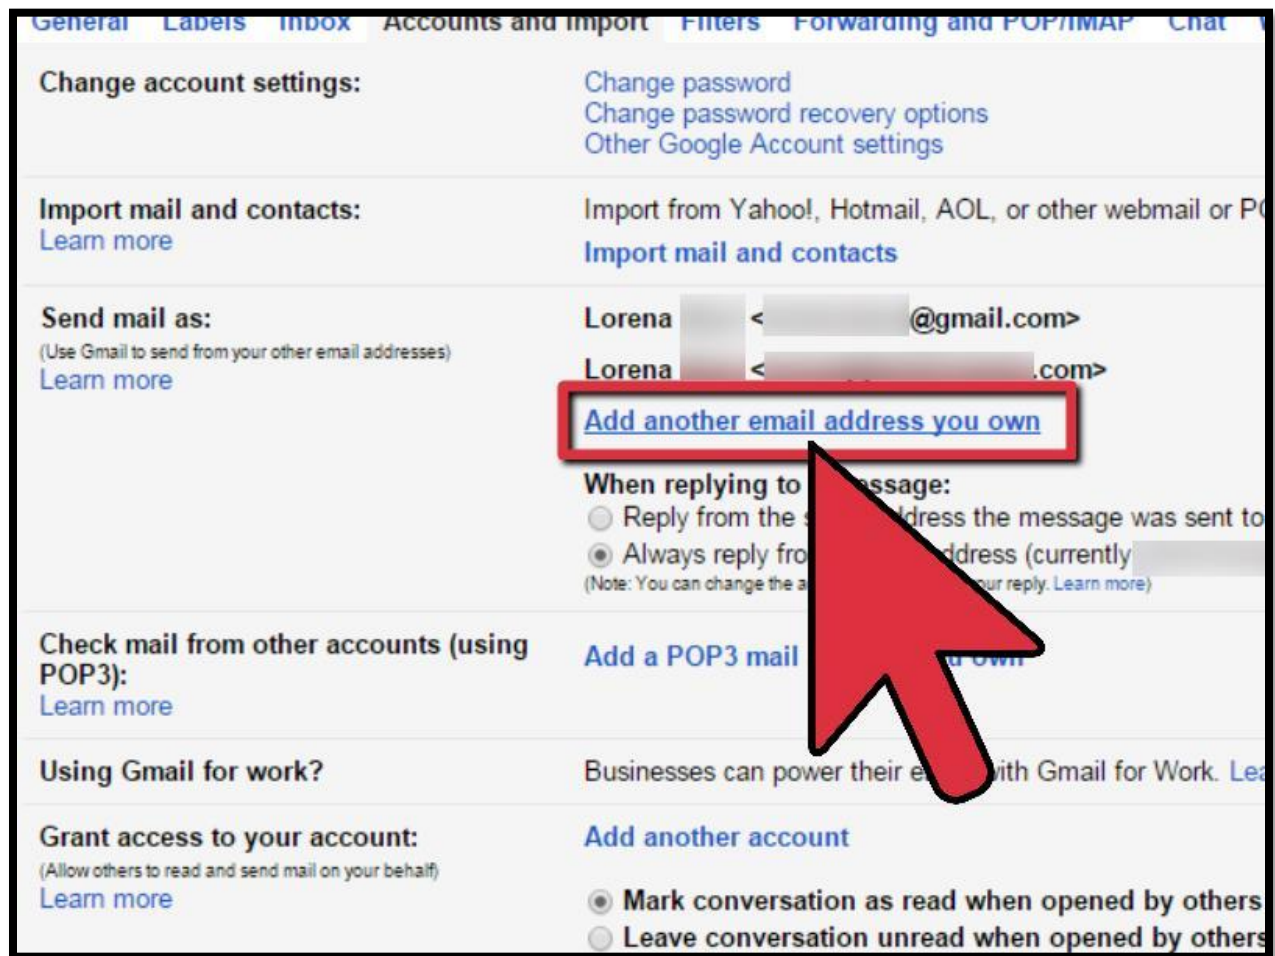 General Labels Inbox Accounts and Import Filters Forwarding and POP/IMAP Chat
Change account settings:
Change password
Change password recovery options
Other Google Account settings
Import mail and contacts:
Learn more
Import from Yahoo!, Hotmail, AOL, or other webmail or
Import mail and contacts
Send mail as:
(Use Gmail to send from your other email addresses)
Learn more
Lorena < @gmail.com>
Lorena < .com>
Add another email address you own
When replying to message:
Reply from the address the message was sent to
Always reply address (currently
(Note: You can change the your reply. Learn more)
Check mail from other accounts (using
POP3):
Learn more
Add a POP3 mail own
Using Gmail for work?
Businesses can power their with Gmail for Work.
Grant access to your account:
(Allow others to read and send mail on your behalf)
Learn more
Add another account
Mark conversation as read when opened by others
Leave conversation unread when opened by others